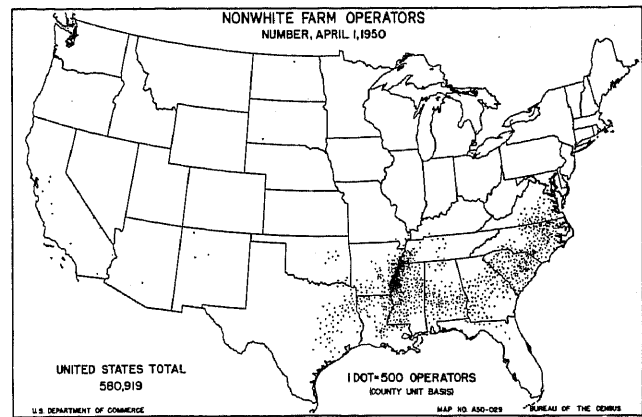 NONWHITE FARM OPERATORS
NUMBER, APRIL 1, 1950
UNITED STATES TOTAL
580,919
1 DOT=500 OPERATORS
(COUNTY UNIT BASIS)
U.S. DEPARTMENT OF COMMERCE
MAP NO. A50-029
BUREAU OF THE CENSUS